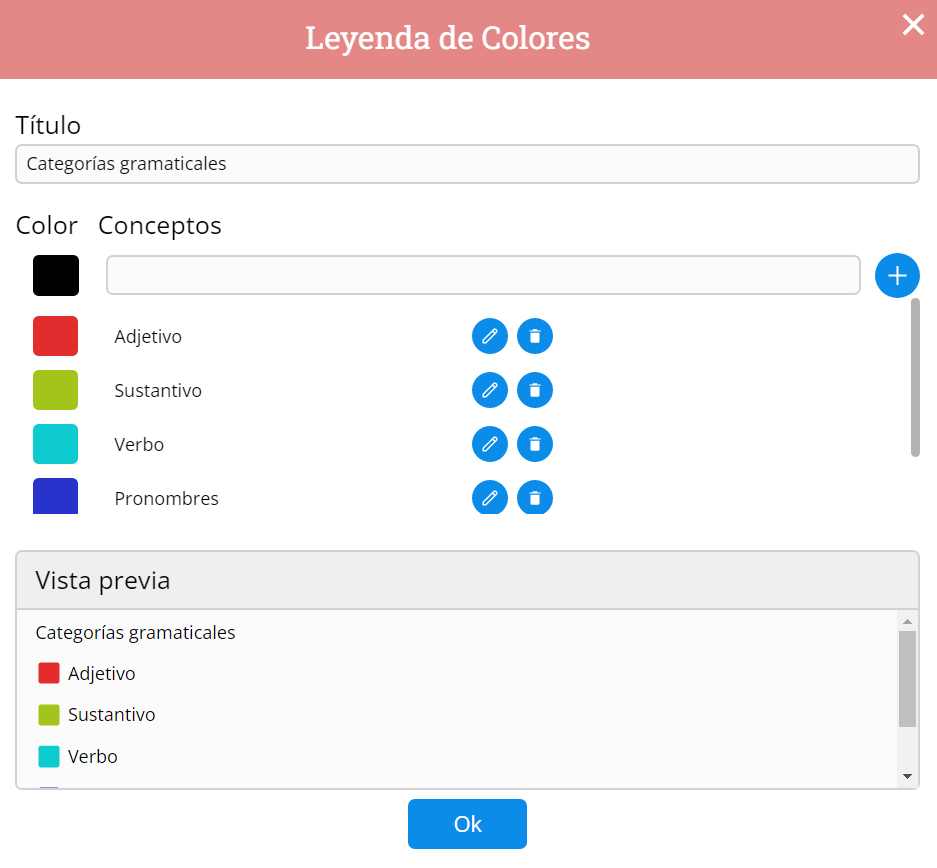 Leyenda de Colores
Título
Categorías gramaticales
Color Conceptos
Adjetivo
Sustantivo
Verbo
Pronombres
Vista previa
Categorías gramaticales
Adjetivo
Sustantivo
Verbo
Ok